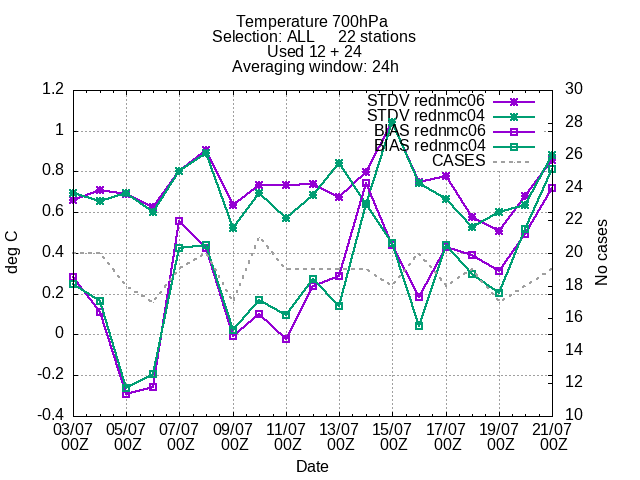 Temperature 700hPa
Selection: ALL 22 stations
Used 12 + 24
Averaging window: 24h
STDV rednmc06
STDV rednmc04
BIAS rednmc06
BIAS rednmc04
CASES
deg C
1.2
1
0.8
0.6
0.4
0.2
0
-0.2
-0.4
No cases
30
28
26
24
22
20
18
16
14
12
10
03/07 05/07 07/07 09/07 11/07 13/07 15/07 17/07 19/07 21/07
00Z 00Z 00Z 00Z 00Z 00Z 00Z 00Z 00Z 00Z
Date